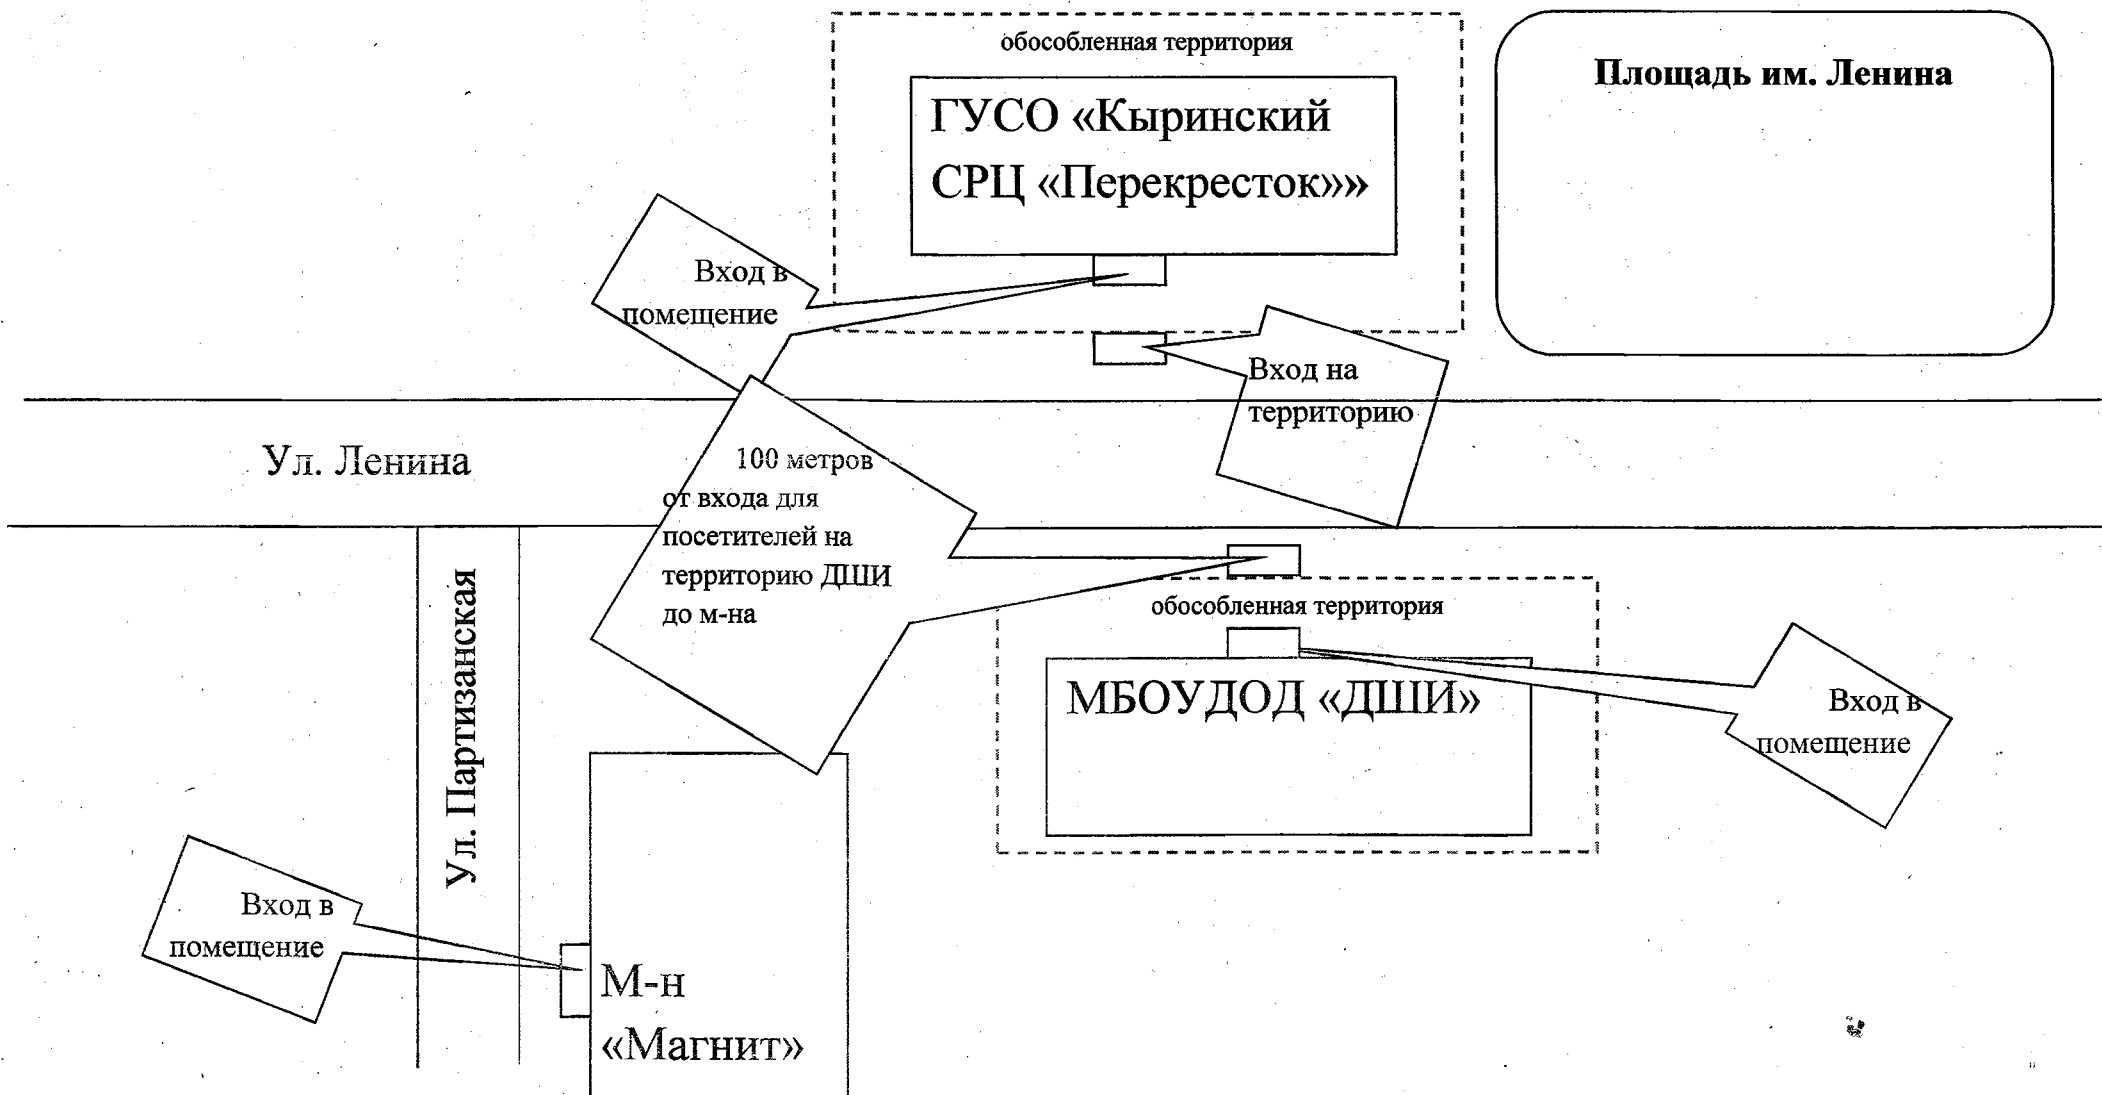 обособленная территория
Площадь им. Ленина
ГУСО «Кыринский
СРЦ «Перекресток»»
Вход в
помещение
Вход на
территорию
Ул. Ленина
100 метров
от входа для
посетителей на
территорию ДШИ
до м-на
обособленная территория
Ул. Партизанская
МБОУДОД «ДШИ»
Вход в
помещение
Вход в
помещение
М-н
«Магнит»